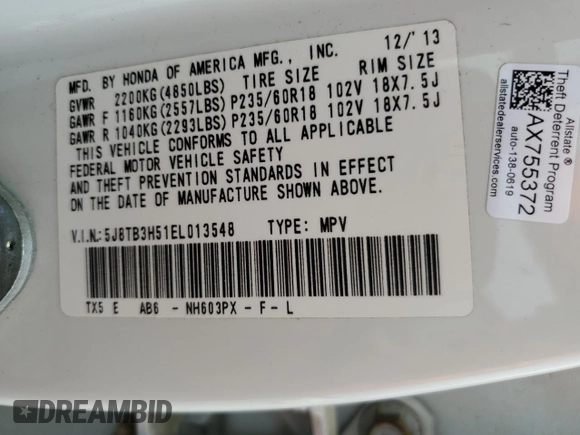 MFD. BY HONDA OF AMERICA MFG., INC. 12/'13
GVWR 2200KG(4850LBS) TIRE SIZE RIM SIZE
GAWR F 1160KG(2557LBS) P235/60R18 102V 18X7.5J
GAWR R 1040KG(2293LBS) P235/60R18 102V 18X7.5J
THIS VEHICLE CONFORMS TO ALL APPLICABLE
FEDERAL MOTOR VEHICLE SAFETY
AND THEFT PREVENTION STANDARDS IN EFFECT
ON THE DATE OF MANUFACTURE SHOWN ABOVE.
V.I.N.: 5J8TB3H51EL013548 TYPE: MPV
TX5 E AB6 - NH603PX - F - L
Allstate®
Theft Deterrent Program
AX755372
auto-138-0619
allstatedealerservices.com
DREAMBID